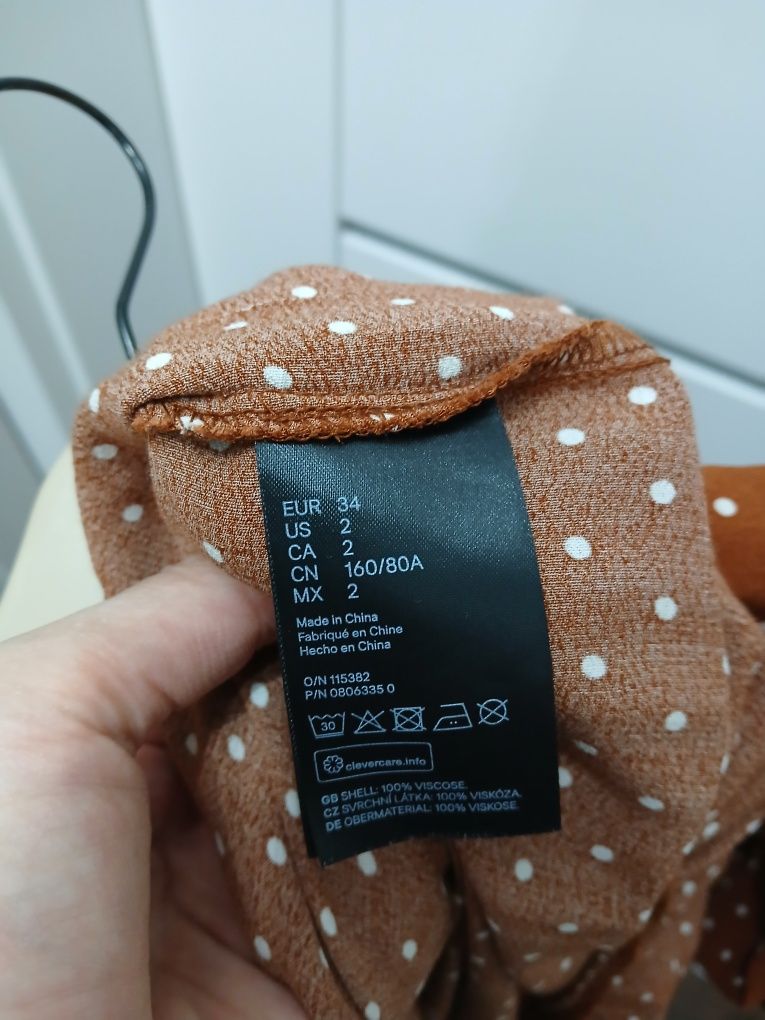 EUR 34
US 2
CA 2
CN 160/80A
MX 2
Made in China
Fabriqué en Chine
Hecho en China
O/N 115382
P/N 0806335 0
30
clevercare.info
GB SHELL: 100% VISCOSE.
CZ SVRCHNÍ LÁTKA: 100% VISKÓZA.
DE OBERMATERIAL: 100% VISKOSE.